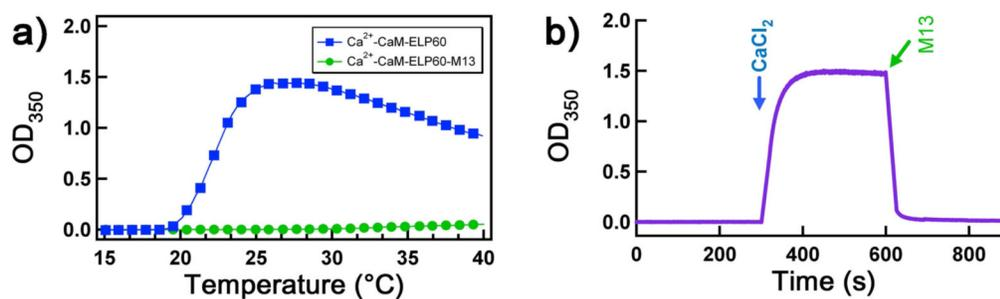 a)
2.0
1.5
1.0
0.5
0.0
OD350
15 20 25 30 35 40
Temperature (°C)
Ca2+-CaM-ELP60
Ca2+-CaM-ELP60-M13
b)
2.0
1.5
1.0
0.5
0.0
OD350
CaCl2
M13
0 200 400 600 800
Time (s)